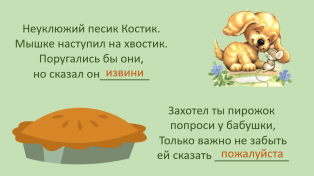 Неуклюжий песик Костик.
Мышке наступил на хвостик.
Поругались бы они,
но сказал он извини
Захотел ты пирожок
попроси у бабушки,
Только важно не забыть
ей сказать пожалуйста